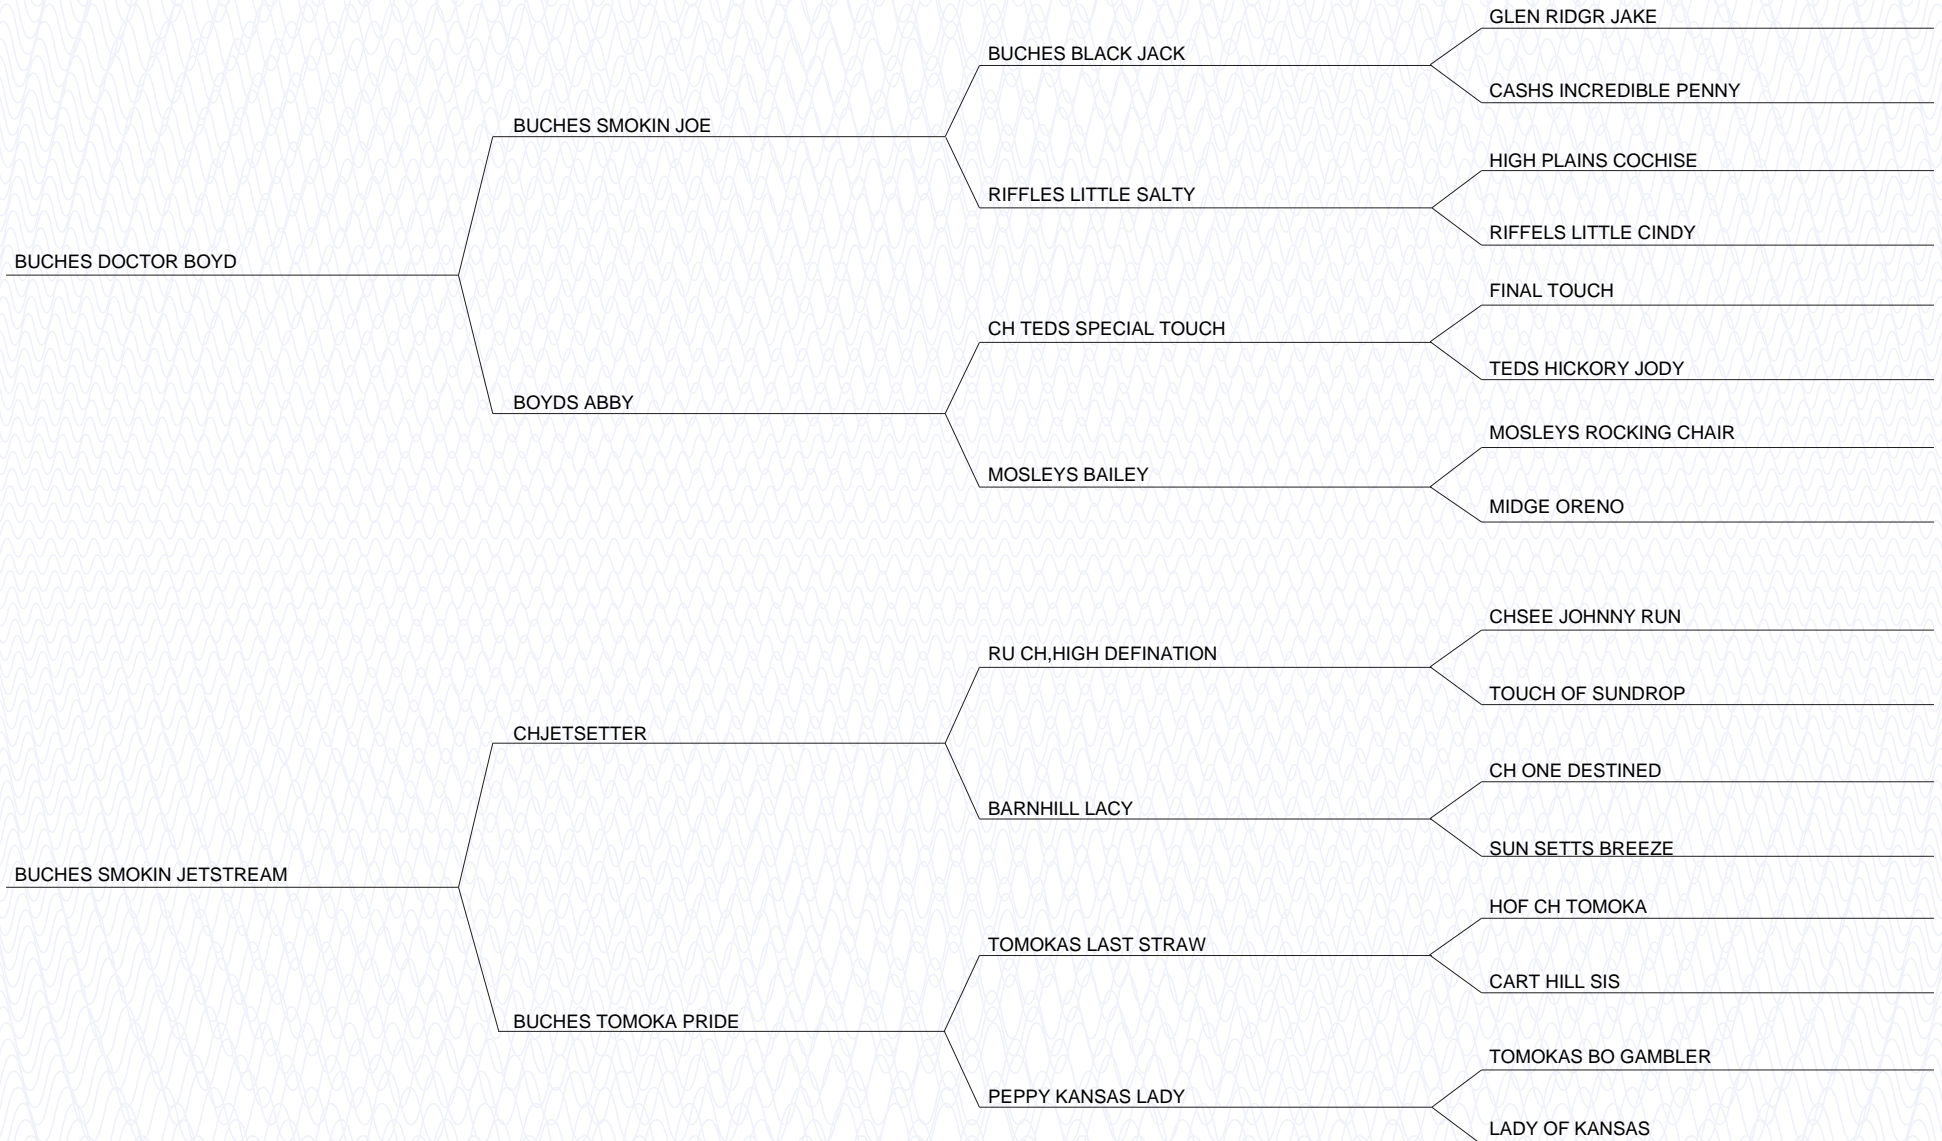 GLEN RIDGR JAKE
BUCHES BLACK JACK
CASHS INCREDIBLE PENNY
BUCHES SMOKIN JOE
HIGH PLAINS COCHISE
RIFFLES LITTLE SALTY
RIFFELS LITTLE CINDY
BUCHES DOCTOR BOYD
FINAL TOUCH
CH TEDS SPECIAL TOUCH
TEDS HICKORY JODY
BOYDS ABBY
MOSLEYS ROCKING CHAIR
MOSLEYS BAILEY
MIDGE ORENO
CHSEE JOHNNY RUN
RU CH,HIGH DEFINATION
TOUCH OF SUNDROP
CHJETSETTER
CH ONE DESTINED
BARNHILL LACY
SUN SETTS BREEZE
BUCHES SMOKIN JETSTREAM
HOF CH TOMOKA
TOMOKAS LAST STRAW
CART HILL SIS
BUCHES TOMOKA PRIDE
TOMOKAS BO GAMBLER
PEPPY KANSAS LADY
LADY OF KANSAS